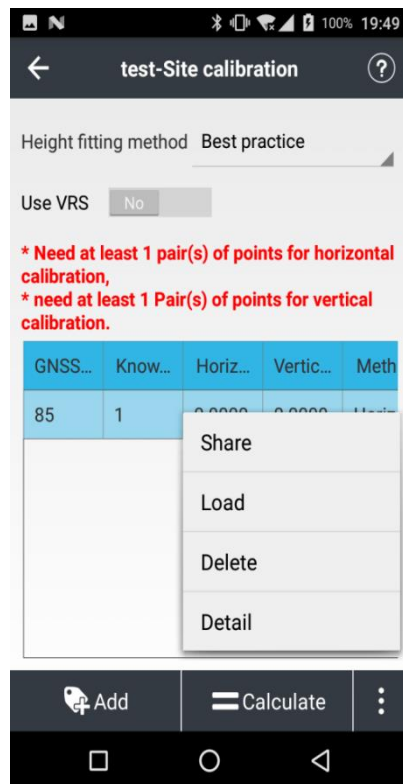 100% 19:49
test-Site calibration
?
Height fitting method Best practice
Use VRS No
* Need at least 1 pair(s) of points for horizontal
calibration,
* need at least 1 Pair(s) of points for vertical
calibration.
GNSS... Know... Horiz... Vertic... Meth
85 1
Share
Load
Delete
Detail
Add Calculate